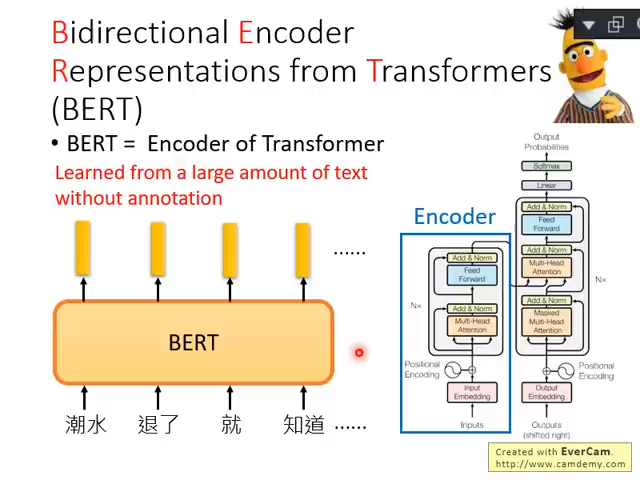 Bidirectional Encoder
Representations from Transformers
(BERT)
• BERT = Encoder of Transformer
Learned from a large amount of text
without annotation
......
BERT
潮水 退了 就 知道 ......
Encoder
Output
Probabilities
Softmax
Linear
Add & Norm
Feed
Forward
Add & Norm
Multi-Head
Attention
Add & Norm
Masked
Multi-Head
Attention
N×
Positional
Encoding
Output
Embedding
Outputs
(shifted right)
Add & Norm
Feed
Forward
Add & Norm
Multi-Head
Attention
N×
Positional
Encoding
Input
Embedding
Inputs
Created with EverCam.
http://www.camdemy.com